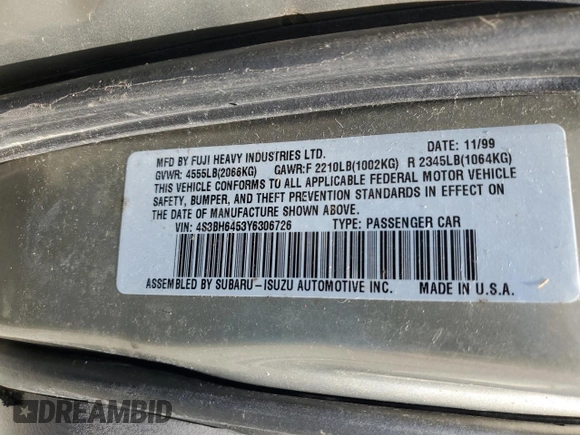 MFD BY FUJI HEAVY INDUSTRIES LTD. DATE: 11/99
GVWR: 4555LB(2066KG) GAWR:F 2210LB(1002KG) R 2345LB(1064KG)
THIS VEHICLE CONFORMS TO ALL APPLICABLE FEDERAL MOTOR VEHICLE
SAFETY, BUMPER, AND THEFT PREVENTION STANDARDS IN EFFECT ON
THE DATE OF MANUFACTURE SHOWN ABOVE.
VIN: 4S3BH6453Y6306726 TYPE: PASSENGER CAR
ASSEMBLED BY SUBARU-ISUZU AUTOMOTIVE INC. MADE IN U.S.A.
DREAMBID